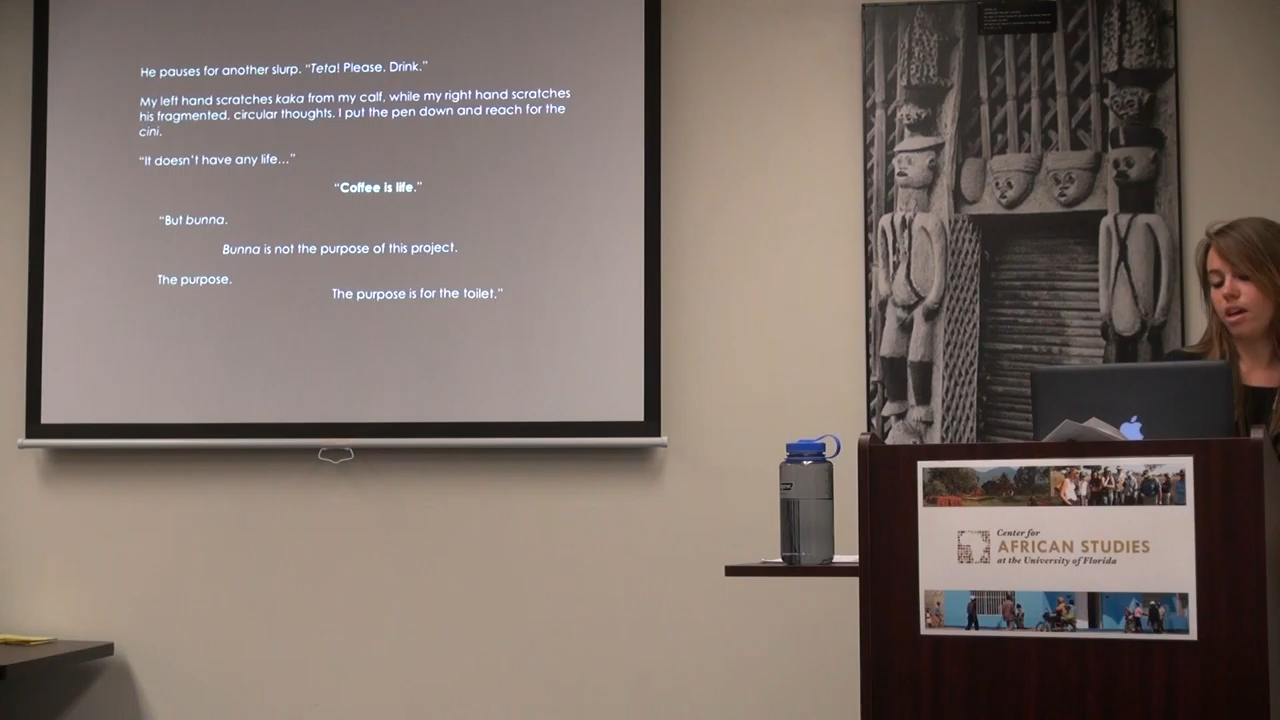 He pauses for another slurp. "Teta! Please. Drink."
My left hand scratches kaka from my calf, while my right hand scratches
his fragmented, circular thoughts. I put the pen down and reach for the
cini.
"It doesn't have any life…"
"Coffee is life."
"But bunna.
Bunna is not the purpose of this project.
The purpose.
The purpose is for the toilet."
Center for
AFRICAN STUDIES
at the University of Florida